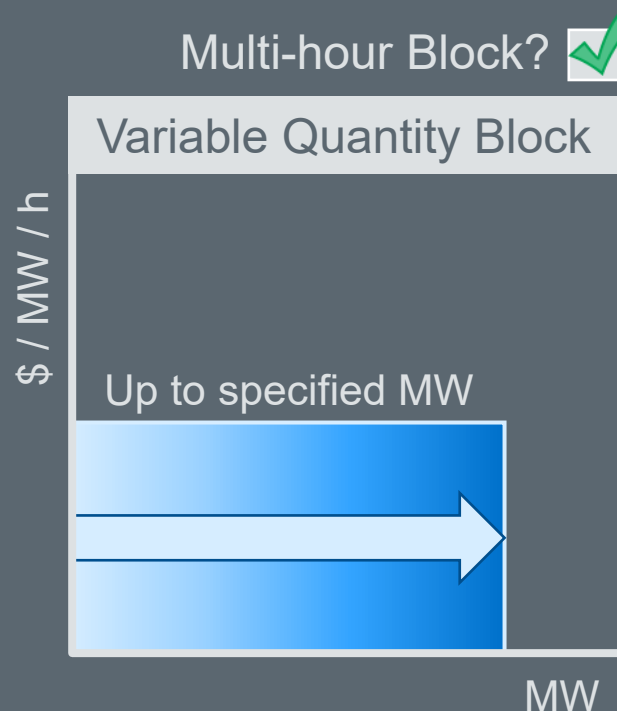 Multi-hour Block?
Variable Quantity Block
$ / MW / h
Up to specified MW
MW